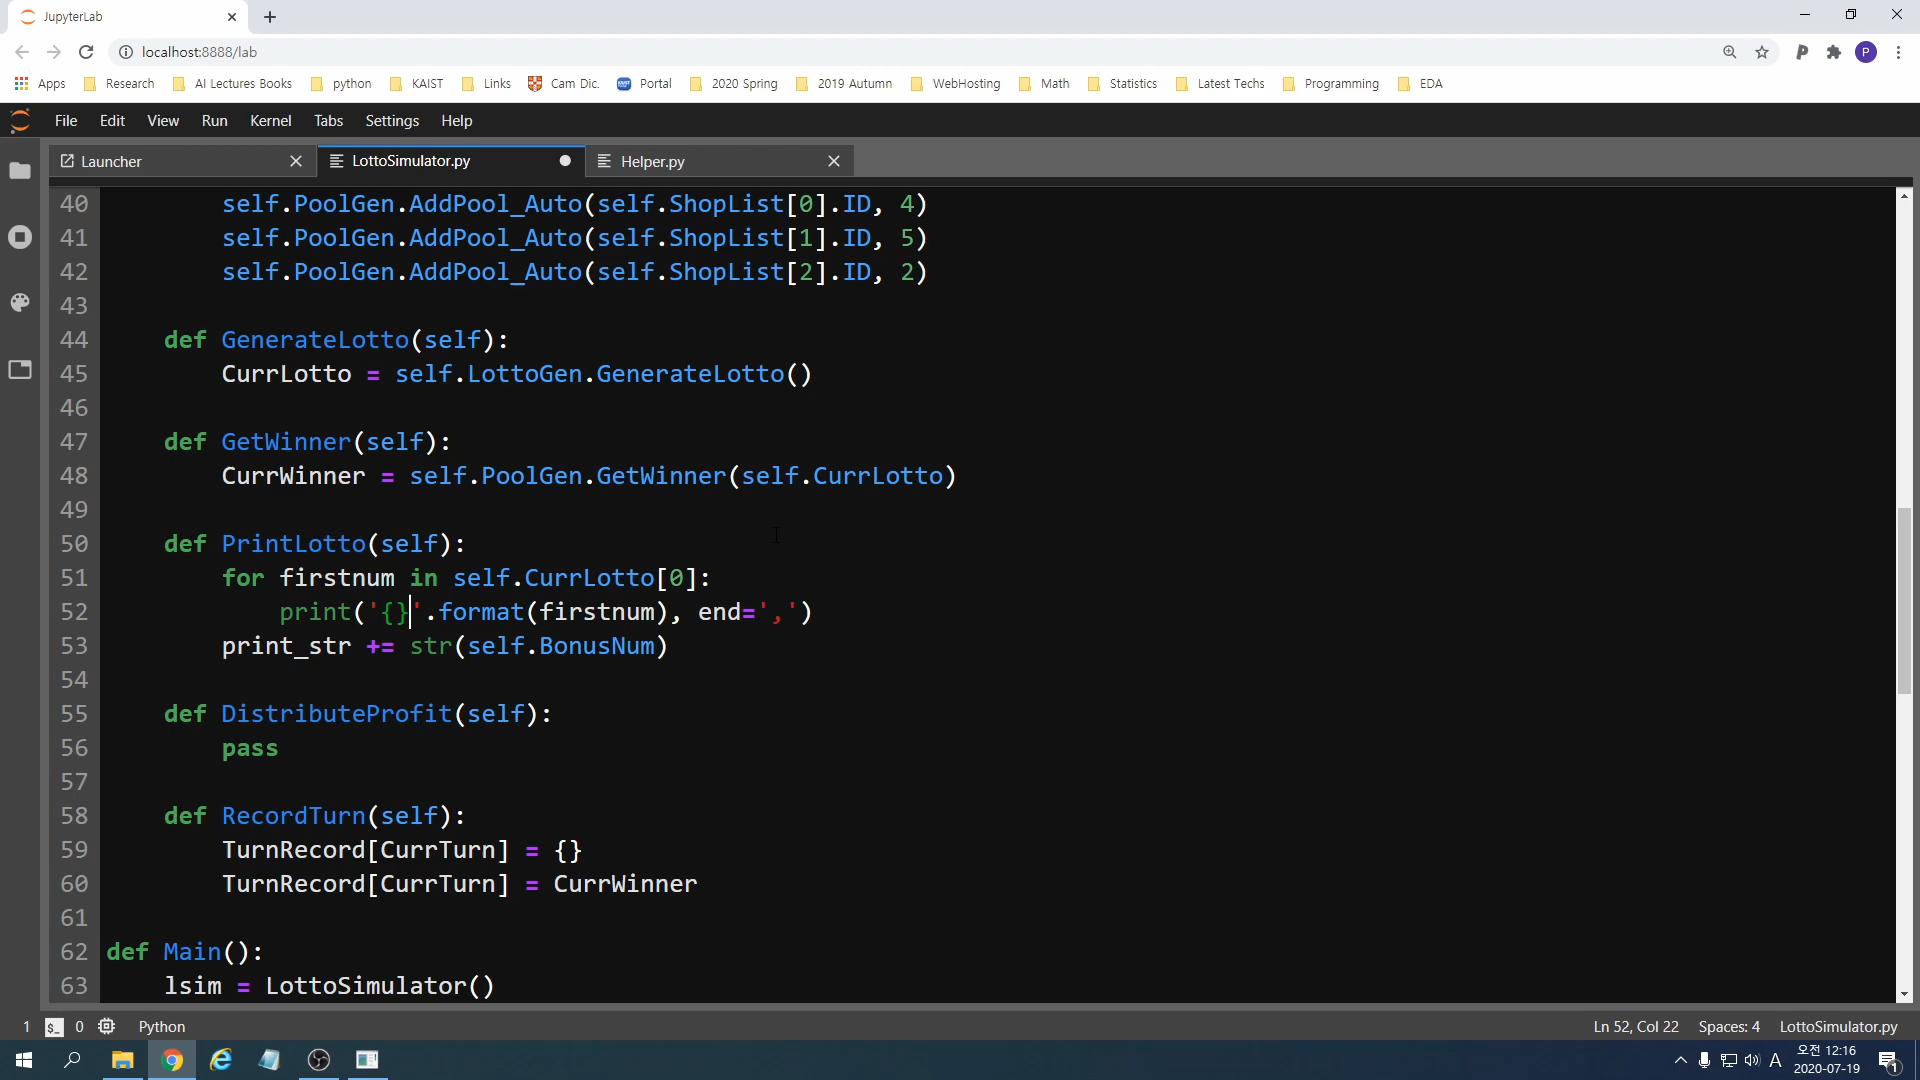 JupyterLab
localhost:8888/lab
Apps Research AI Lectures Books python KAIST Links Cam Dic. Portal 2020 Spring 2019 Autumn WebHosting Math Statistics Latest Techs Programming EDA
File Edit View Run Kernel Tabs Settings Help
Launcher LottoSimulator.py Helper.py
40 self.PoolGen.AddPool_Auto(self.ShopList[0].ID, 4)
41 self.PoolGen.AddPool_Auto(self.ShopList[1].ID, 5)
42 self.PoolGen.AddPool_Auto(self.ShopList[2].ID, 2)
43
44 def GenerateLotto(self):
45 CurrLotto = self.LottoGen.GenerateLotto()
46
47 def GetWinner(self):
48 CurrWinner = self.PoolGen.GetWinner(self.CurrLotto)
49
50 def PrintLotto(self):
51 for firstnum in self.CurrLotto[0]:
52 print('{}'.format(firstnum), end=',')
53 print_str += str(self.BonusNum)
54
55 def DistributeProfit(self):
56 pass
57
58 def RecordTurn(self):
59 TurnRecord[CurrTurn] = {}
60 TurnRecord[CurrTurn] = CurrWinner
61
62 def Main():
63 lsim = LottoSimulator()
1 $_ 0 Python Ln 52, Col 22 Spaces: 4 LottoSimulator.py
A 오전 12:16
2020-07-19 1